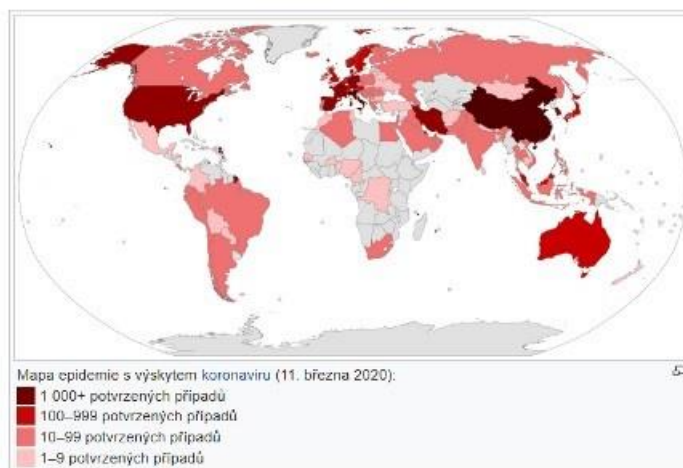 Mapa epidemie s výskytem koronaviru (11. března 2020):
1 000+ potvrzených případů
100–999 potvrzených případů
10–99 potvrzených případů
1–9 potvrzených případů